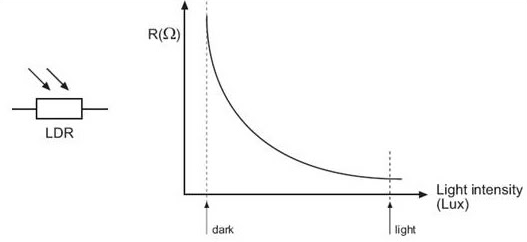 R(Ω)
LDR
Light intensity
(Lux)
dark
light